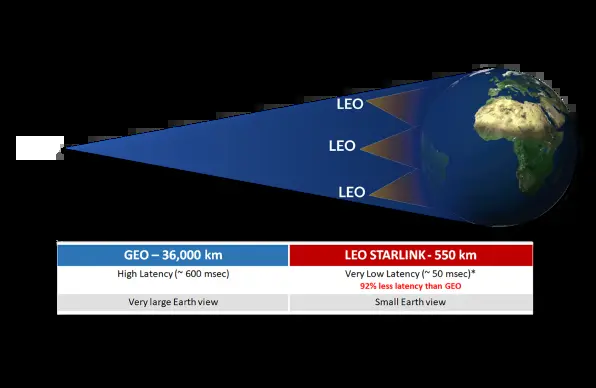 LEO
LEO
LEO
GEO – 36,000 km
LEO STARLINK - 550 km
High Latency (~ 600 msec)
Very Low Latency (~ 50 msec)*
92% less latency than GEO
Very large Earth view
Small Earth view